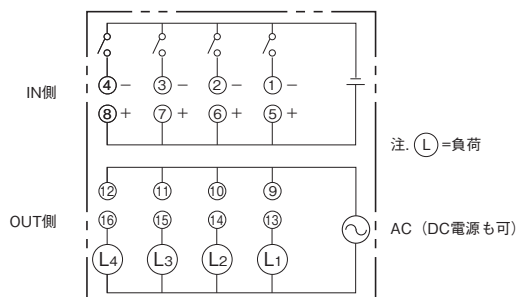 ④ − ③ − ② − ① −
IN側
⑧ + ⑦ + ⑥ + ⑤ +
注. Ⓛ=負荷
⑫ ⑪ ⑩ ⑨
OUT側
⑯ ⑮ ⑭ ⑬
AC（DC電源も可）
L4 L3 L2 L1